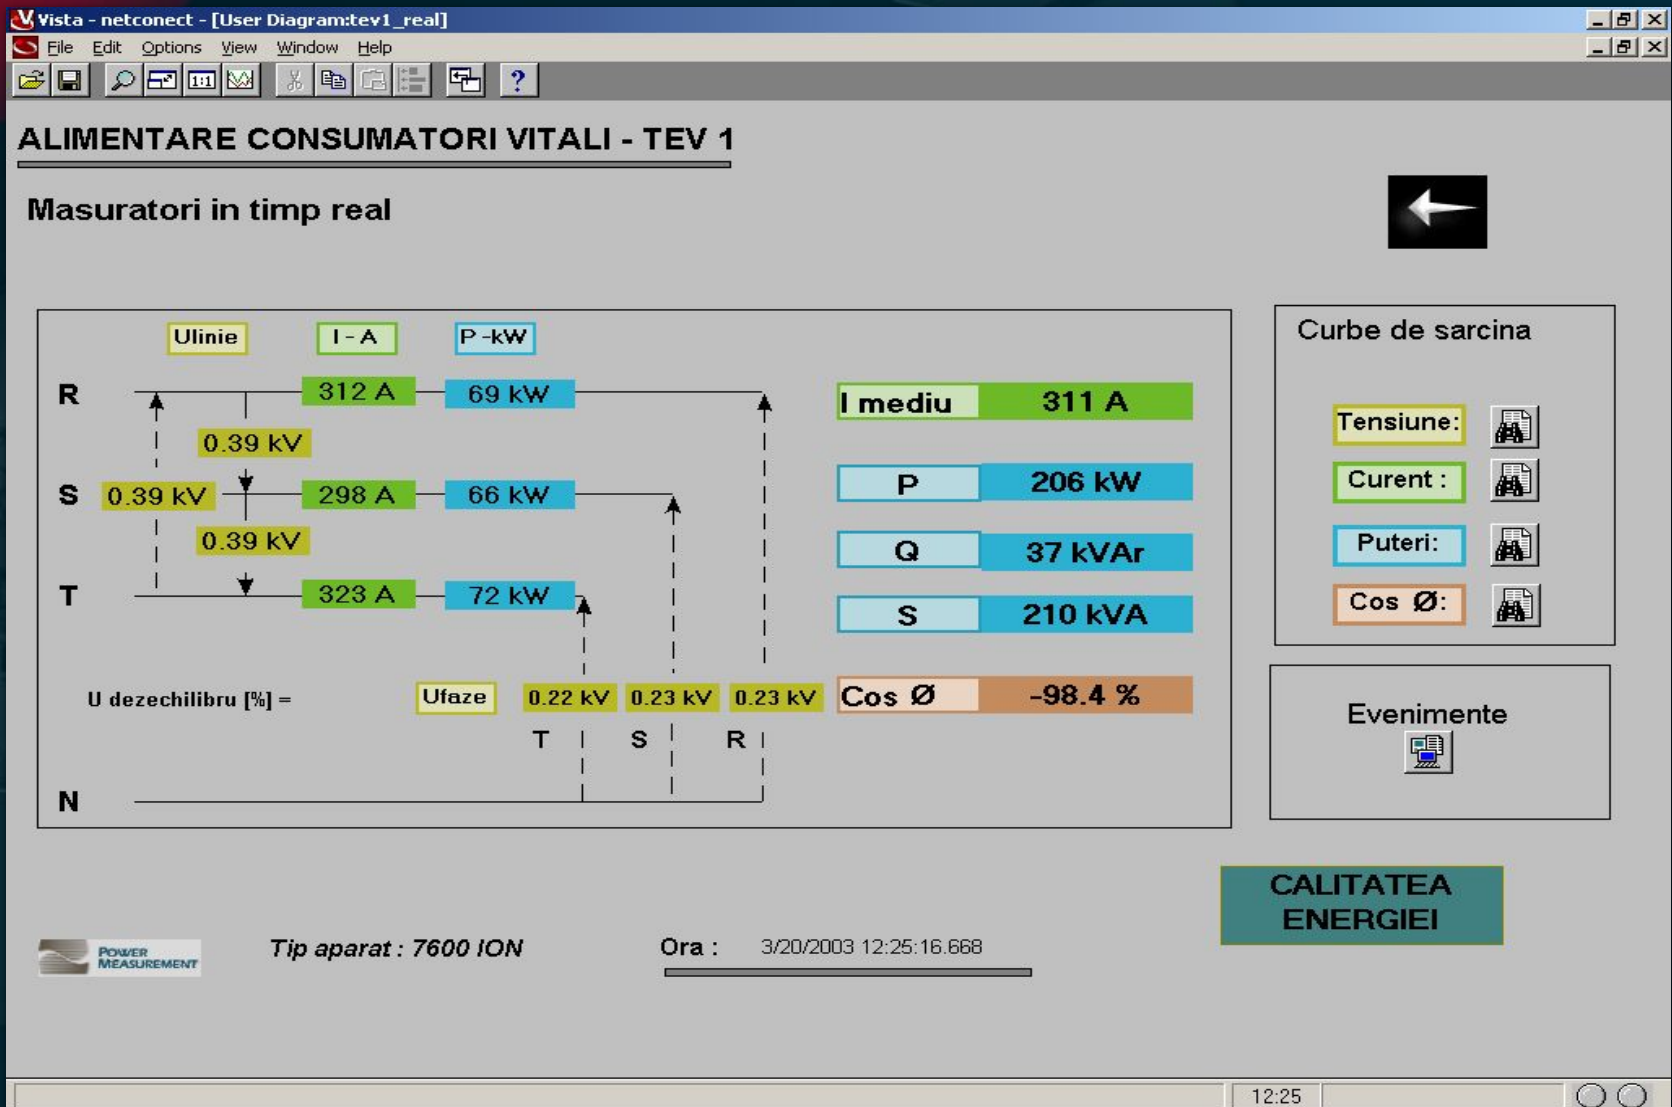 Vista - netconect - [User Diagram:tev1_real]
File Edit Options View Window Help
1:1 ?
ALIMENTARE CONSUMATORI VITALI - TEV 1
Masuratori in timp real
Ulinie I - A P -kW
R 312 A 69 kW
0.39 kV
S 0.39 kV 298 A 66 kW
0.39 kV
T 323 A 72 kW
U dezechilibru [%] = Ufaze 0.22 kV 0.23 kV 0.23 kV
T S R
N
I mediu 311 A
P 206 kW
Q 37 kVAr
S 210 kVA
Cos Ø -98.4 %
Curbe de sarcina
Tensiune:
Curent :
Puteri:
Cos Ø:
Evenimente
CALITATEA
ENERGIEI
POWER
MEASUREMENT
Tip aparat : 7600 ION
Ora : 3/20/2003 12:25:16.668
12:25